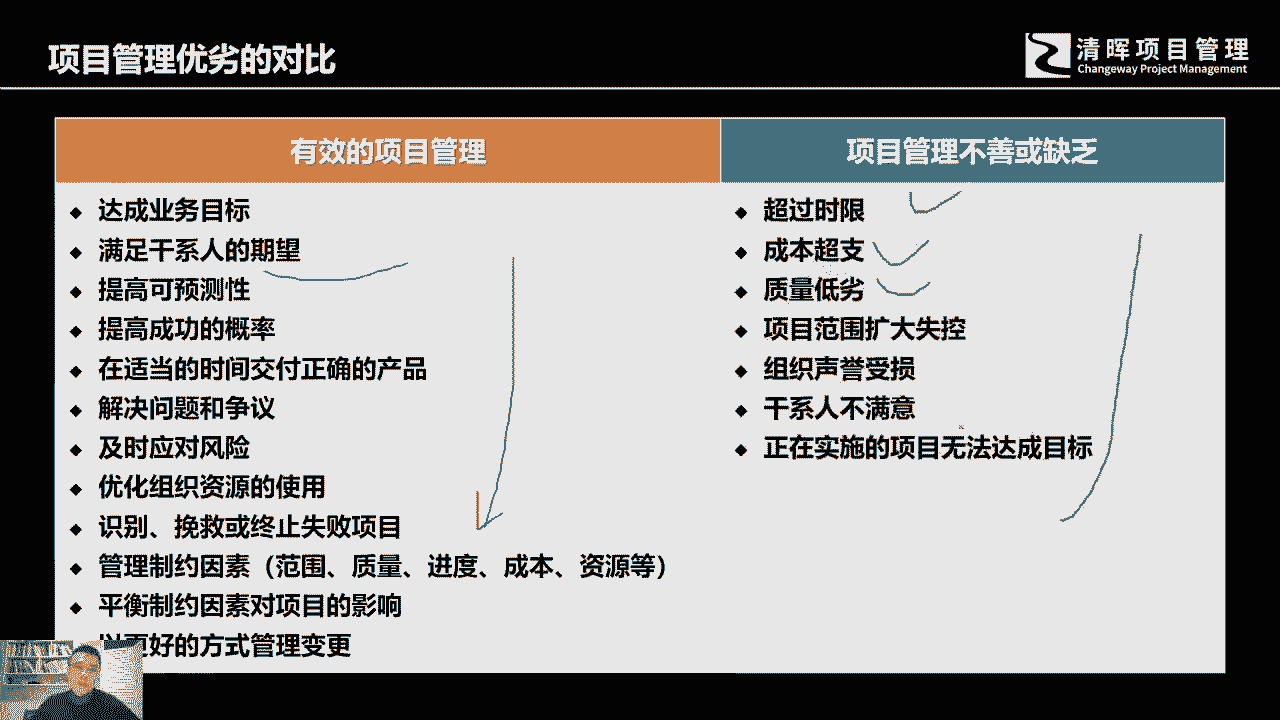 项目管理优劣的对比
清晖项目管理
Changeway Project Management
有效的项目管理
达成业务目标
满足干系人的期望
提高可预测性
提高成功的概率
在适当的时间交付正确的产品
解决问题和争议
及时应对风险
优化组织资源的使用
识别、挽救或终止失败项目
管理制约因素（范围、质量、进度、成本、资源等）
平衡制约因素对项目的影响
更好的方式管理变更
项目管理不善或缺乏
超过时限
成本超支
质量低劣
项目范围扩大失控
组织声誉受损
干系人不满意
正在实施的项目无法达成目标